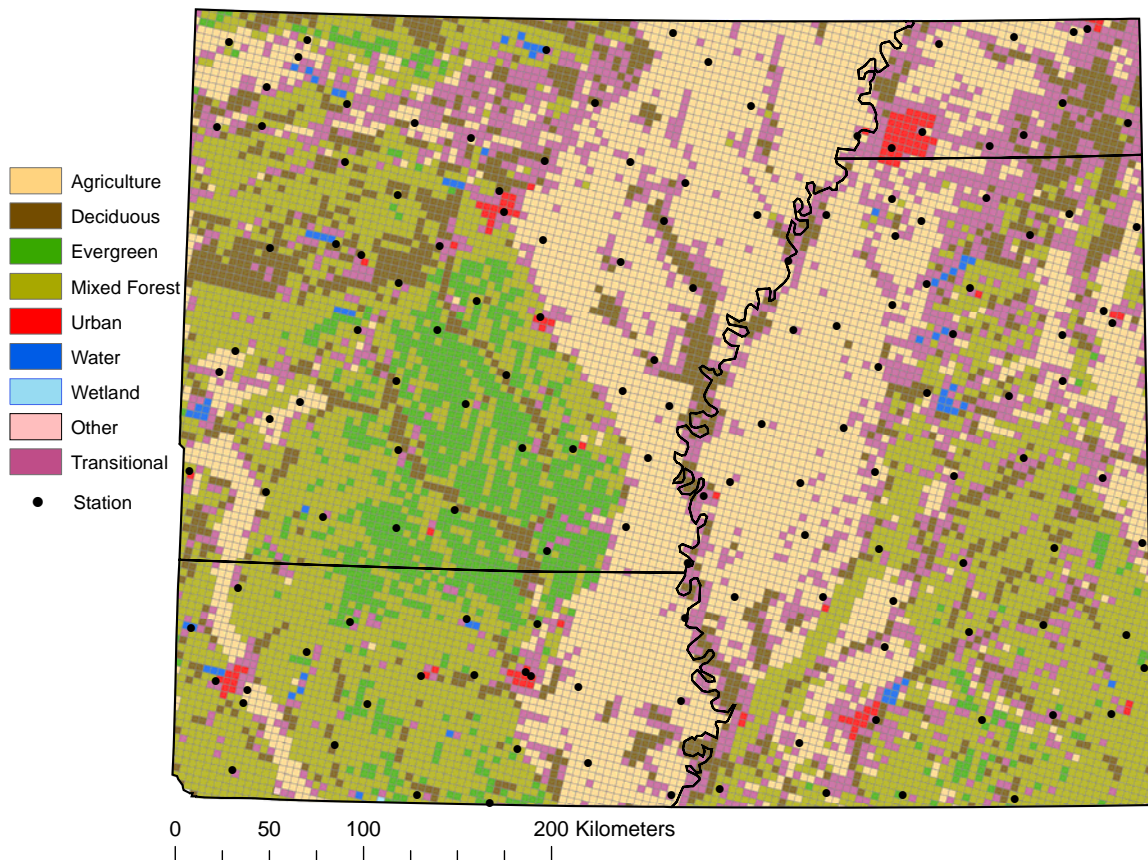 Agriculture
Deciduous
Evergreen
Mixed Forest
Urban
Water
Wetland
Other
Transitional
Station
0 50 100 200 Kilometers